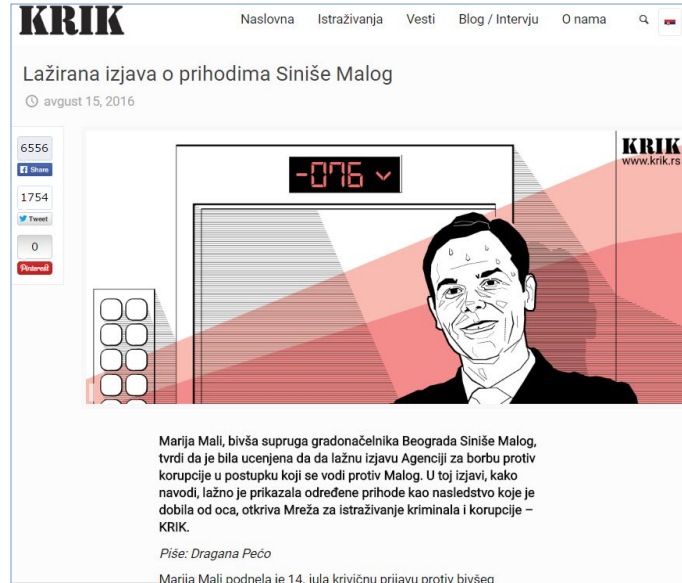 KRIK
Naslovna Istraživanja Vesti Blog / Intervju O nama
Lažirana izjava o prihodima Siniše Malog
avgust 15, 2016
6556
Share
1754
Tweet
0
Pinterest
-076
KRIK
www.krik.rs
Marija Mali, bivša supruga gradonačelnika Beograda Siniše Malog,
tvrdi da je bila ucenjena da da lažnu izjavu Agenciji za borbu protiv
korupcije u postupku koji se vodi protiv Malog. U toj izjavi, kako
navodi, lažno je prikazala određene prihode kao nasledstvo koje je
dobila od oca, otkriva Mreža za istraživanje kriminala i korupcije –
KRIK.
Piše: Dragana Pećo
Marija Mali podnela je 14. jula krivičnu prijavu protiv bivšeg